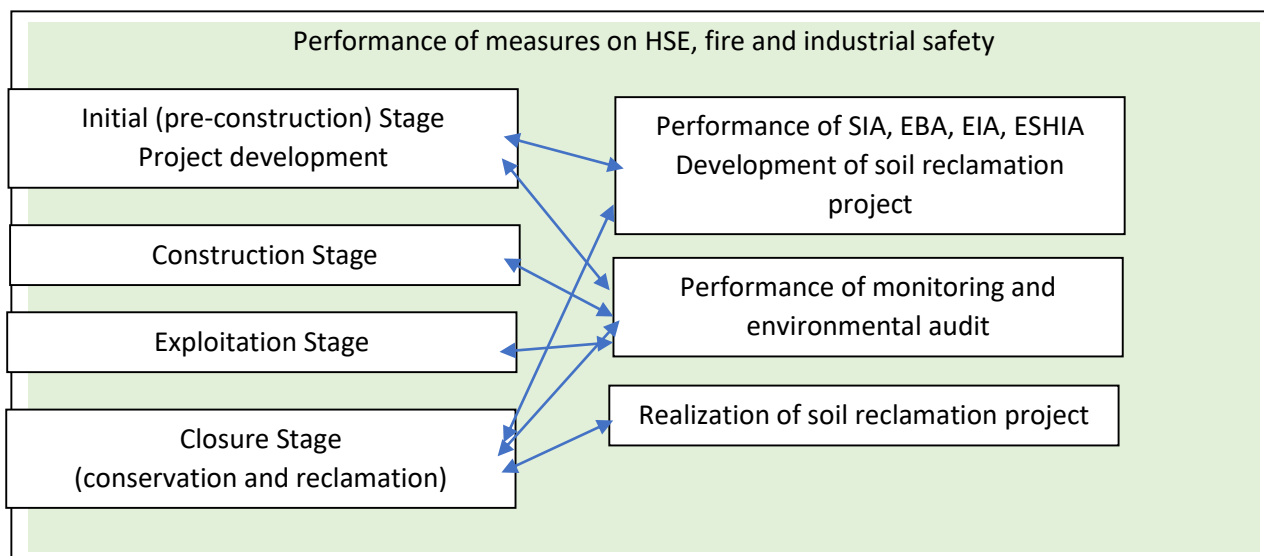 Performance of measures on HSE, fire and industrial safety
Initial (pre-construction) Stage
Project development
Construction Stage
Exploitation Stage
Closure Stage
(conservation and reclamation)
Performance of SIA, EBA, EIA, ESHIA
Development of soil reclamation
project
Performance of monitoring and
environmental audit
Realization of soil reclamation project